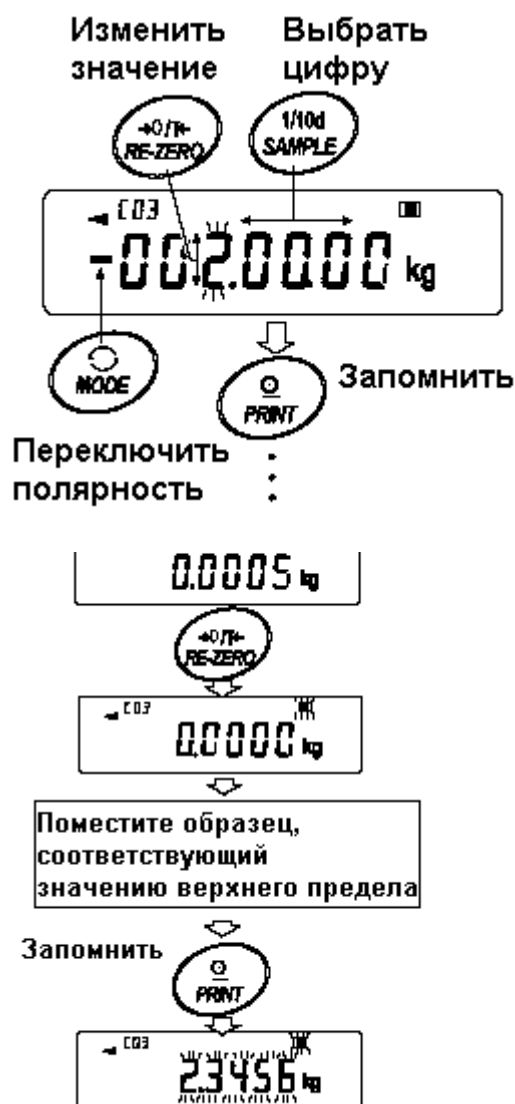 Изменить
значение
Выбрать
цифру
→0/T←
RE-ZERO
1/10d
SAMPLE
C03
-002.0000 kg
MODE
PRINT
Запомнить
Переключить
полярность
0.0005 kg
→0/T←
RE-ZERO
C03
0.0000 kg
Поместите образец,
соответствующий
значению верхнего предела
Запомнить
PRINT
C03
2.3456 kg